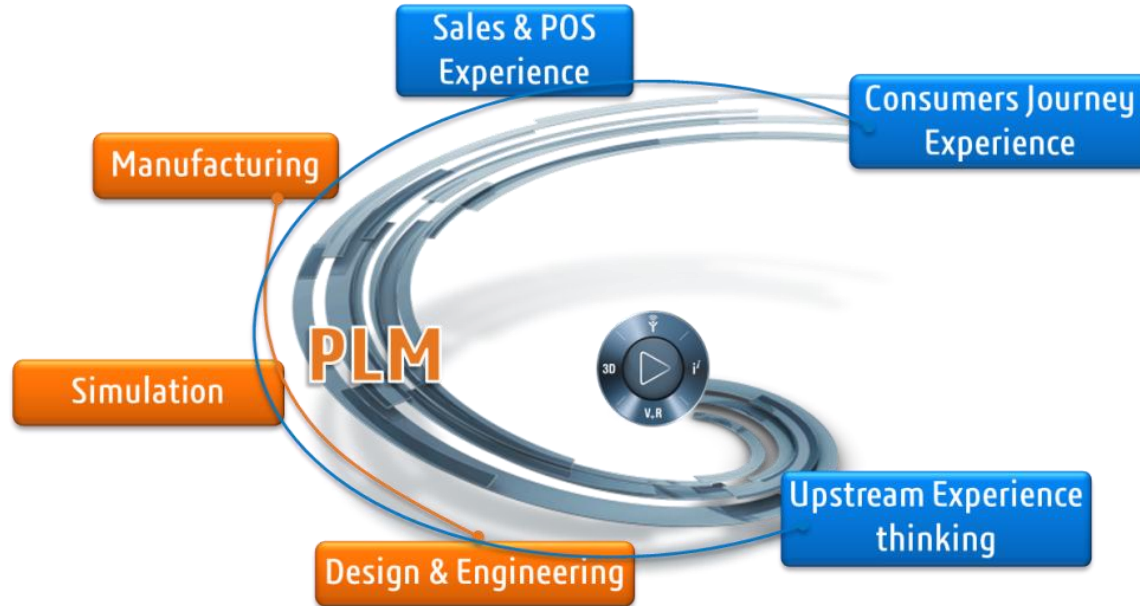 Sales & POS
Experience
Consumers Journey
Experience
Manufacturing
PLM
3D
i
V+R
Simulation
Upstream Experience
thinking
Design & Engineering